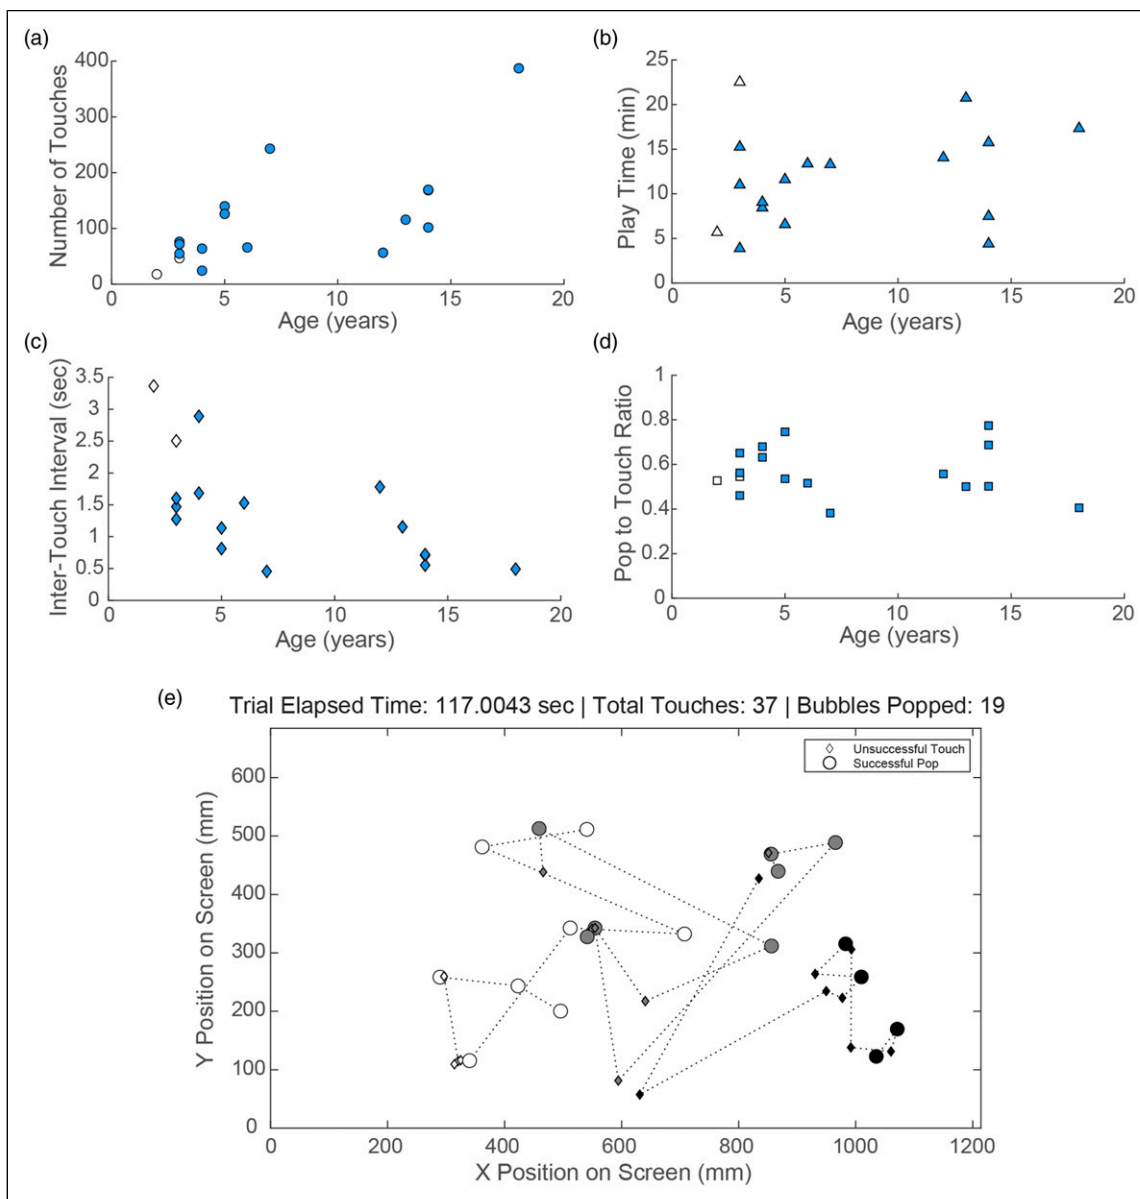 (a)
Number of Touches
400
300
200
100
0
0 5 10 15 20
Age (years)
(b)
Play Time (min)
25
20
15
10
5
0
0 5 10 15 20
Age (years)
(c)
Inter-Touch Interval (sec)
3.5
3
2.5
2
1.5
1
0.5
0
0 5 10 15 20
Age (years)
(d)
Pop to Touch Ratio
1
0.8
0.6
0.4
0.2
0
0 5 10 15 20
Age (years)
(e)
Trial Elapsed Time: 117.0043 sec | Total Touches: 37 | Bubbles Popped: 19
Unsuccessful Touch
Successful Pop
Y Position on Screen (mm)
600
500
400
300
200
100
0
0 200 400 600 800 1000 1200
X Position on Screen (mm)